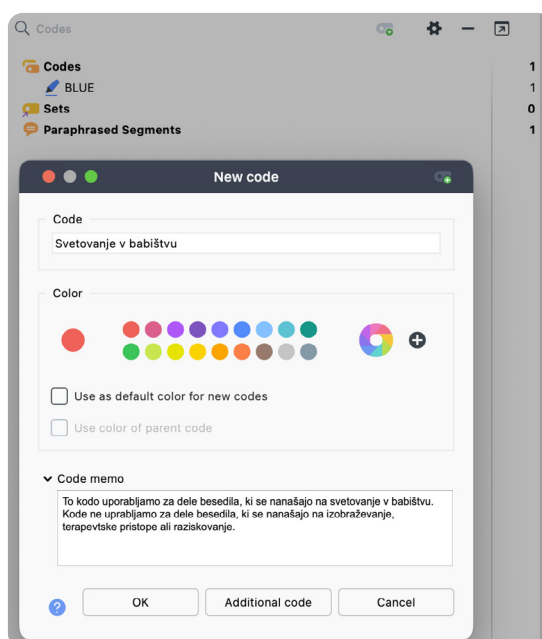 Codes
Codes 1
BLUE 1
Sets 0
Paraphrased Segments 1
New code
Code
Svetovanje v babištvu
Color
Use as default color for new codes
Use color of parent code
Code memo
To kodo uporabljamo za dele besedila, ki se nanašajo na svetovanje v babištvu.
Kode ne uprabljamo za dele besedila, ki se nanašajo na izobraževanje,
terapevtske pristope ali raziskovanje.
? OK Additional code Cancel